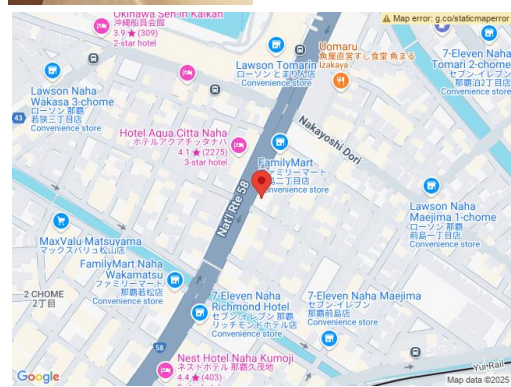 Okinawa Sen'in Kaikan
沖縄船員会館
3.9 ★ (309)
2-star hotel
Map error: g.co/staticmaperror
Uomaru
魚屋直営すし食堂 魚まる
Izakaya
Lawson Tomarin
ローソン とまりん店
Convenience store
7-Eleven Naha
Tomari 2-chome
セブン-イレブン
那覇泊2丁目店
Convenience store
Lawson Naha
Wakasa 3-chome
ローソン 那覇
若狭三丁目店
Convenience store
43
Nakayoshi Dori
Hotel Aqua Citta Naha
ホテルアクアチッタナハ
4.1 ★ (2275)
3-star hotel
FamilyMart
ファミリーマート
前島二丁目店
Convenience store
Nat'l Rte 58
Lawson Naha
Maejima 1-chome
ローソン 那覇
前島一丁目店
Convenience store
MaxValu Matsuyama
マックスバリュ松山店
FamilyMart Naha
Wakamatsu
ファミリーマート
那覇若松店
Convenience store
2 CHOME
2丁目
7-Eleven Naha
Richmond Hotel
セブン-イレブン 那覇
リッチモンドホテル店
Convenience store
7-Eleven Naha Maejima
セブン-イレブン
那覇前島店
Convenience store
58
Nest Hotel Naha Kumoji
ネストホテル 那覇久茂地
4.4 ★ (403)
Yui Rail
Google
Map data ©2025